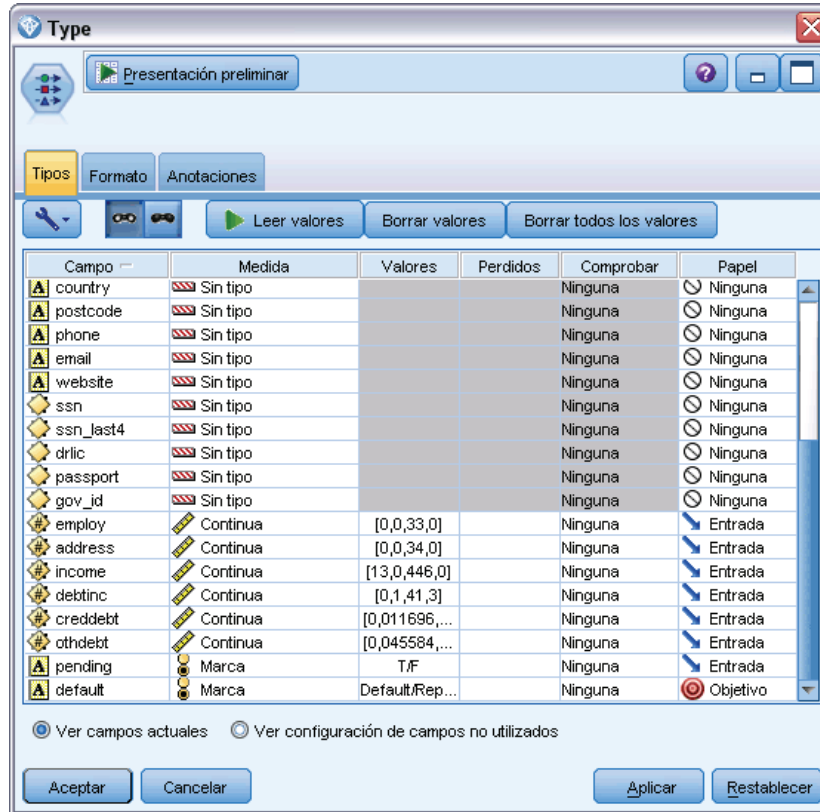 Type
Presentación preliminar
?
Tipos Formato Anotaciones
Leer valores Borrar valores Borrar todos los valores
Campo Medida Valores Perdidos Comprobar Papel
A country Sin tipo Ninguna Ninguna
A postcode Sin tipo Ninguna Ninguna
A phone Sin tipo Ninguna Ninguna
A email Sin tipo Ninguna Ninguna
A website Sin tipo Ninguna Ninguna
ssn Sin tipo Ninguna Ninguna
ssn_last4 Sin tipo Ninguna Ninguna
drlic Sin tipo Ninguna Ninguna
passport Sin tipo Ninguna Ninguna
gov_id Sin tipo Ninguna Ninguna
# employ Continua [0,0,33,0] Ninguna Entrada
# address Continua [0,0,34,0] Ninguna Entrada
# income Continua [13,0,446,0] Ninguna Entrada
# debtinc Continua [0,1,41,3] Ninguna Entrada
# creddebt Continua [0,011696,... Ninguna Entrada
# othdebt Continua [0,045584,... Ninguna Entrada
A pending Marca T/F Ninguna Entrada
A default Marca Default/Rep... Ninguna Objetivo
Ver campos actuales Ver configuración de campos no utilizados
Aceptar Cancelar Aplicar Restablecer